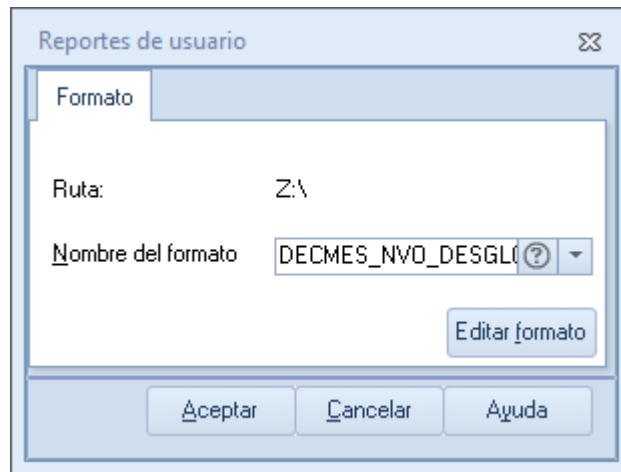 Reportes de usuario
Formato
Ruta: Z:\
Nombre del formato DECMES_NVO_DESGL
Editar formato
Aceptar Cancelar Ayuda